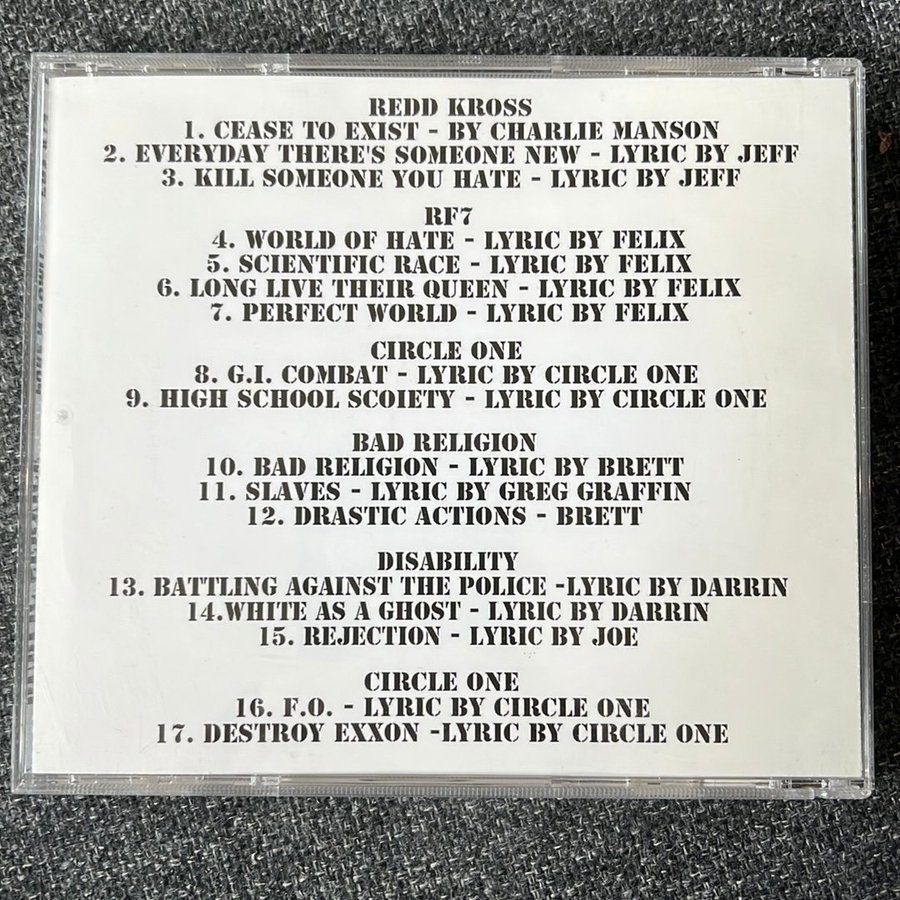 REDD KROSS
1. CEASE TO EXIST - BY CHARLIE MANSON
2. EVERYDAY THERE'S SOMEONE NEW - LYRIC BY JEFF
3. KILL SOMEONE YOU HATE - LYRIC BY JEFF
RF7
4. WORLD OF HATE - LYRIC BY FELIX
5. SCIENTIFIC RACE - LYRIC BY FELIX
6. LONG LIVE THEIR QUEEN - LYRIC BY FELIX
7. PERFECT WORLD - LYRIC BY FELIX
CIRCLE ONE
8. G.I. COMBAT - LYRIC BY CIRCLE ONE
9. HIGH SCHOOL SCOIETY - LYRIC BY CIRCLE ONE
BAD RELIGION
10. BAD RELIGION - LYRIC BY BRETT
11. SLAVES - LYRIC BY GREG GRAFFIN
12. DRASTIC ACTIONS - BRETT
DISABILITY
13. BATTLING AGAINST THE POLICE -LYRIC BY DARRIN
14.WHITE AS A GHOST - LYRIC BY DARRIN
15. REJECTION - LYRIC BY JOE
CIRCLE ONE
16. F.O. - LYRIC BY CIRCLE ONE
17. DESTROY EXXON -LYRIC BY CIRCLE ONE